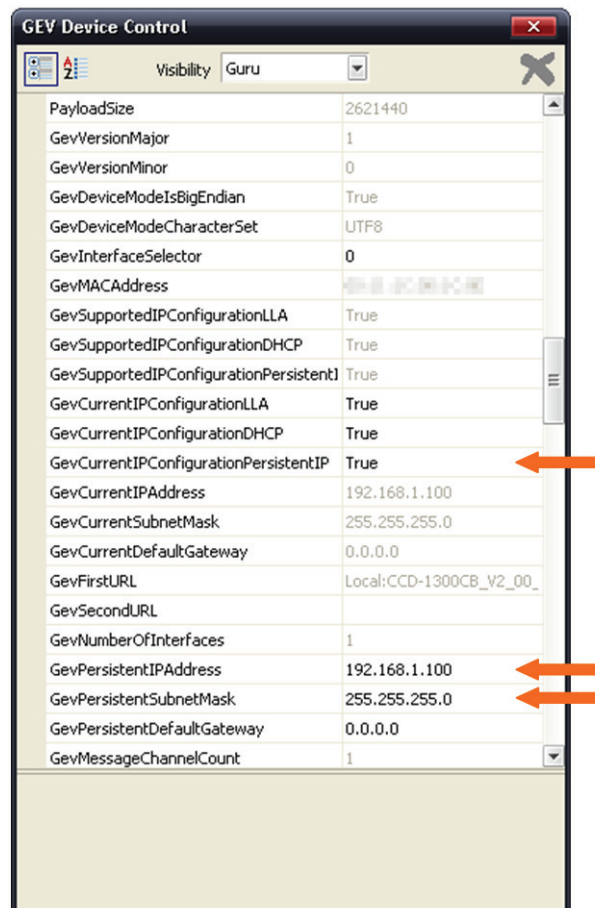 GEV Device Control
Visibility Guru
PayloadSize 2621440
GevVersionMajor 1
GevVersionMinor 0
GevDeviceModeIsBigEndian True
GevDeviceModeCharacterSet UTF8
GevInterfaceSelector 0
GevMACAddress
GevSupportedIPConfigurationLLA True
GevSupportedIPConfigurationDHCP True
GevSupportedIPConfigurationPersistentI True
GevCurrentIPConfigurationLLA True
GevCurrentIPConfigurationDHCP True
GevCurrentIPConfigurationPersistentIP True
GevCurrentIPAddress 192.168.1.100
GevCurrentSubnetMask 255.255.255.0
GevCurrentDefaultGateway 0.0.0.0
GevFirstURL Local:CCD-1300CB_V2_00_
GevSecondURL
GevNumberOfInterfaces 1
GevPersistentIPAddress 192.168.1.100
GevPersistentSubnetMask 255.255.255.0
GevPersistentDefaultGateway 0.0.0.0
GevMessageChannelCount 1